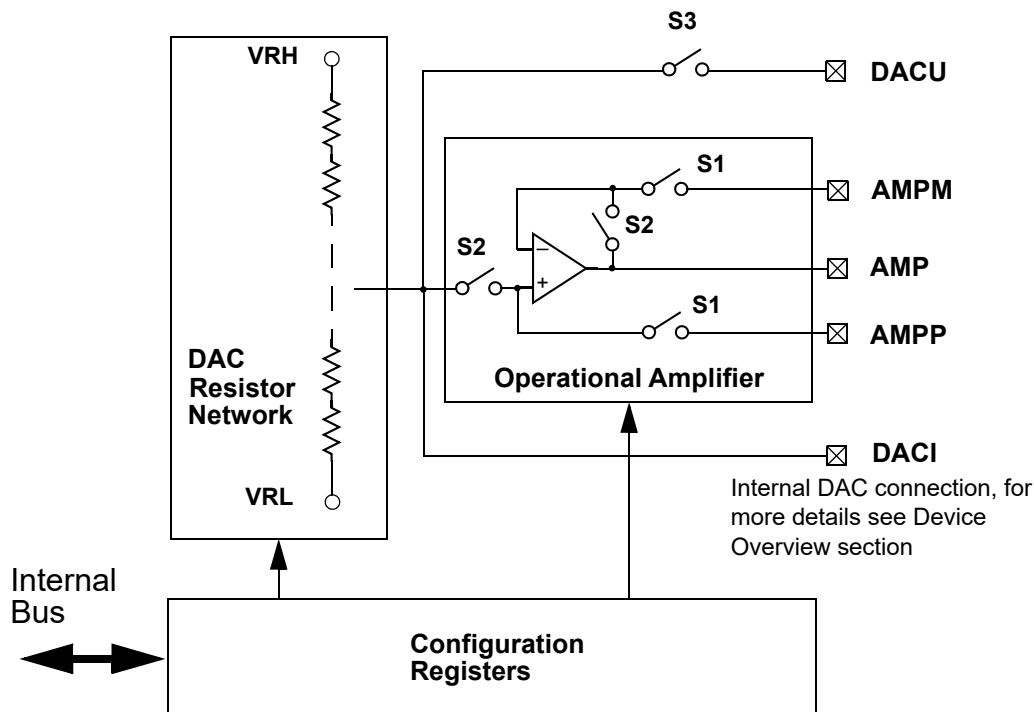 S3
VRH
DACU
S1
AMPM
S2
S2
−
AMP
+
S1
AMPP
DAC
Resistor
Network
Operational Amplifier
DACI
VRL
Internal DAC connection, for
more details see Device
Overview section
Internal
Bus
Configuration
Registers